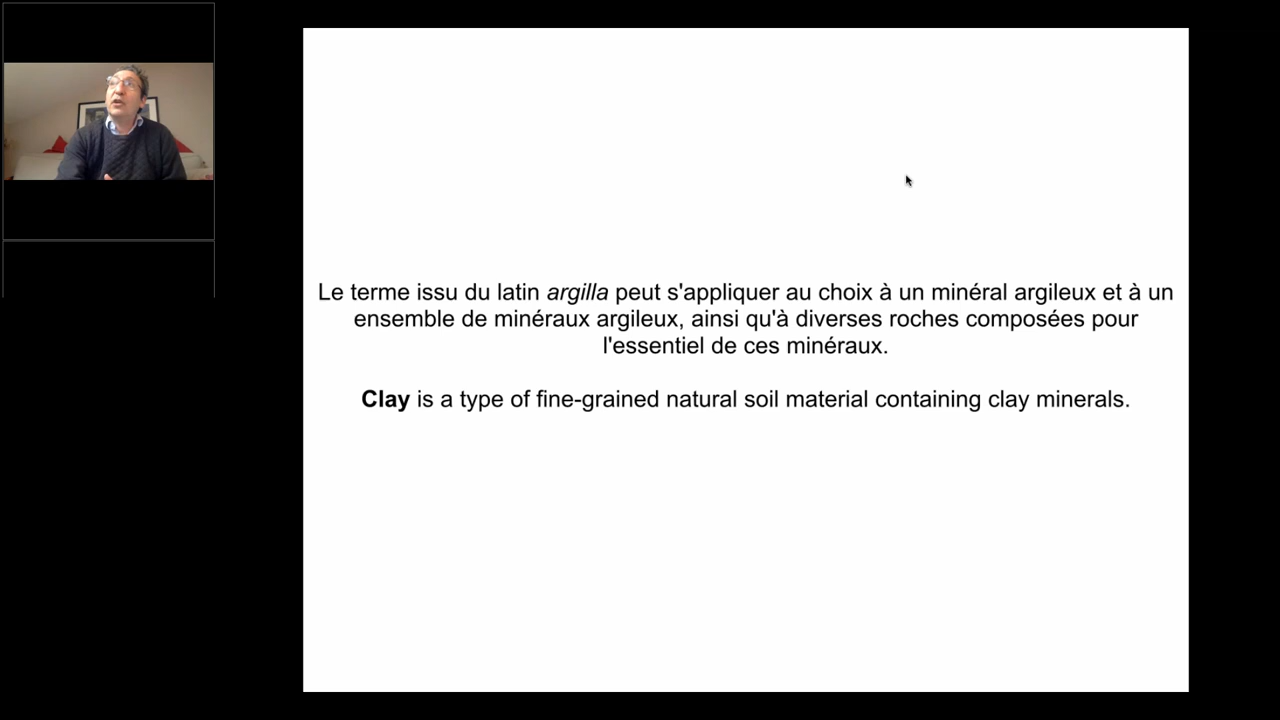 Le terme issu du latin argilla peut s'appliquer au choix à un minéral argileux et à un
ensemble de minéraux argileux, ainsi qu'à diverses roches composées pour
l'essentiel de ces minéraux.
Clay is a type of fine-grained natural soil material containing clay minerals.